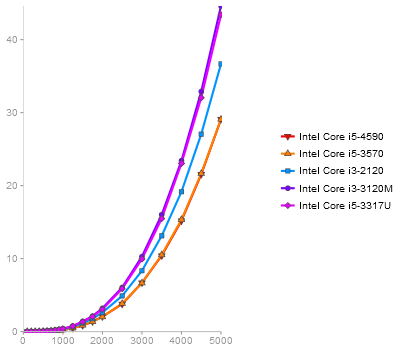 40
30
20
10
0
0 1000 2000 3000 4000 5000
Intel Core i5-4590
Intel Core i5-3570
Intel Core i3-2120
Intel Core i3-3120M
Intel Core i5-3317U